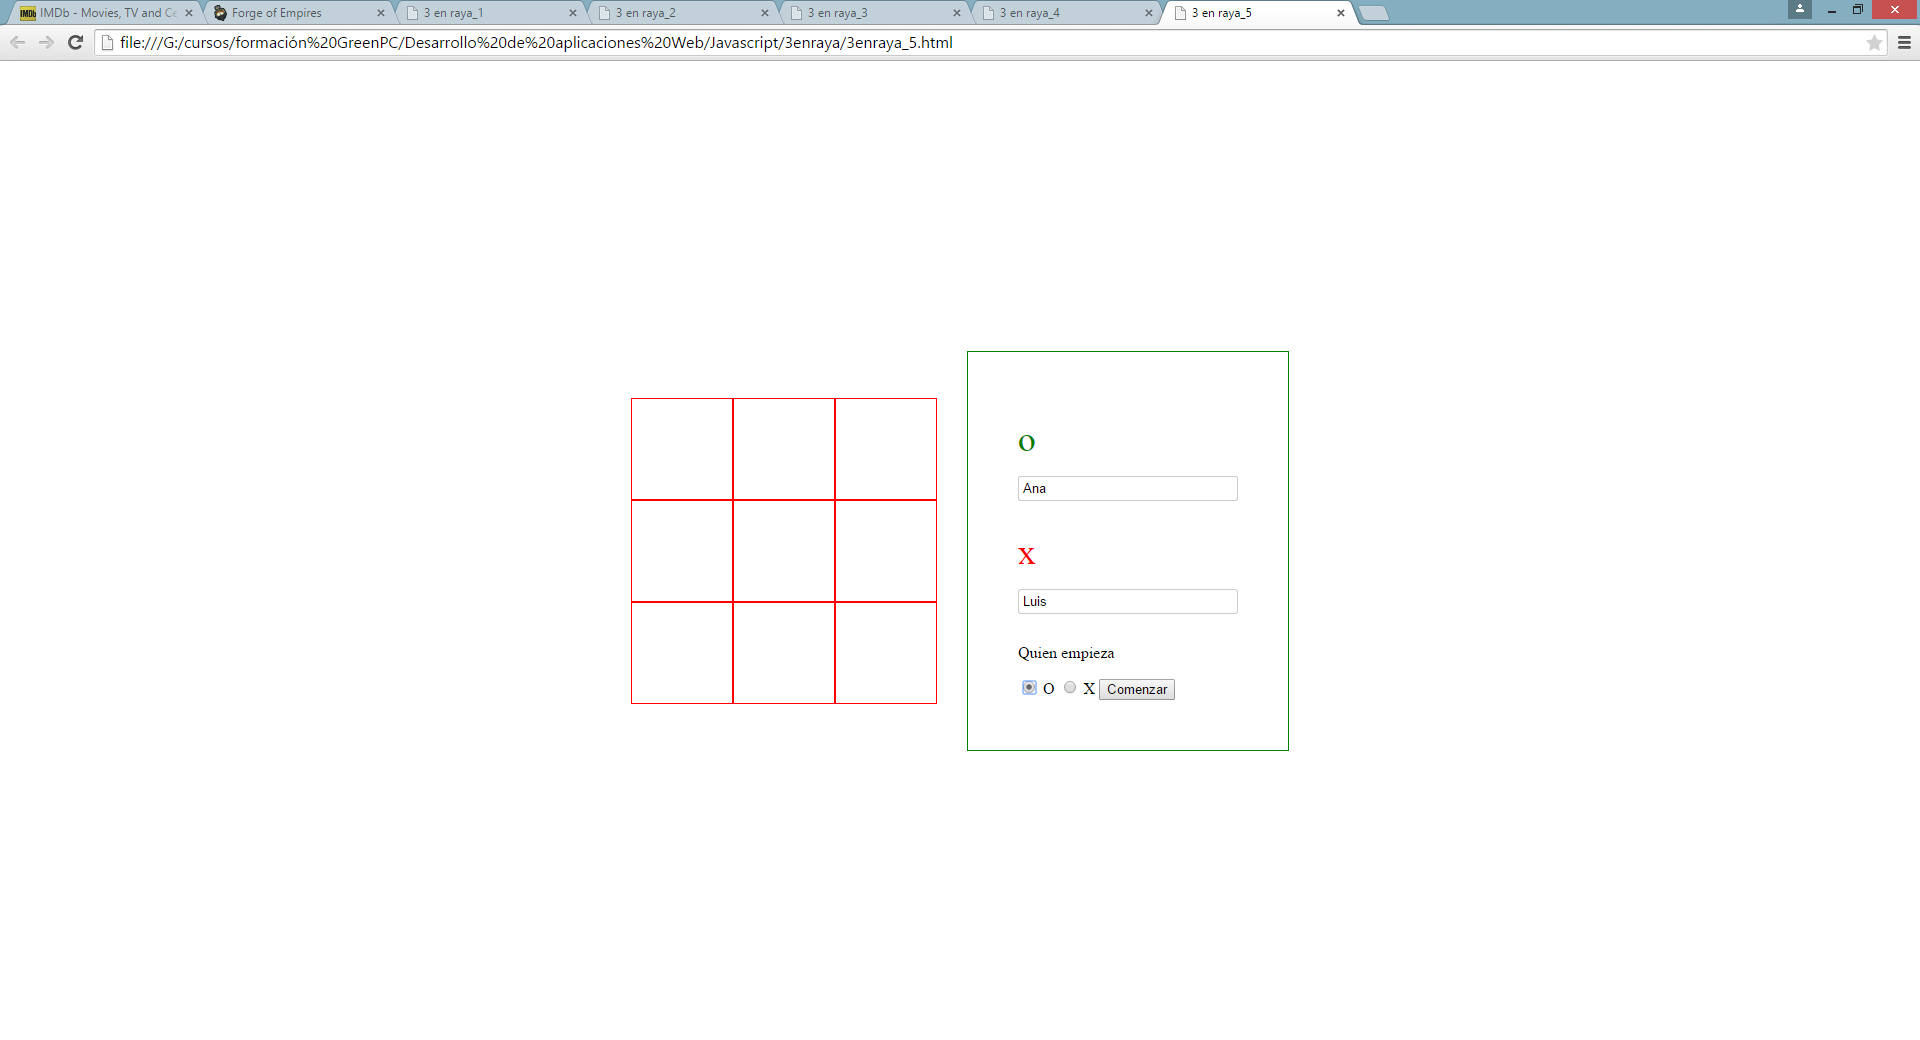 IMDb - Movies, TV and Ce
Forge of Empires
3 en raya_1
3 en raya_2
3 en raya_3
3 en raya_4
3 en raya_5
file:///G:/cursos/formación%20GreenPC/Desarrollo%20de%20aplicaciones%20Web/Javascript/3enraya/3enraya_5.html
O
Ana
X
Luis
Quien empieza
O X Comenzar